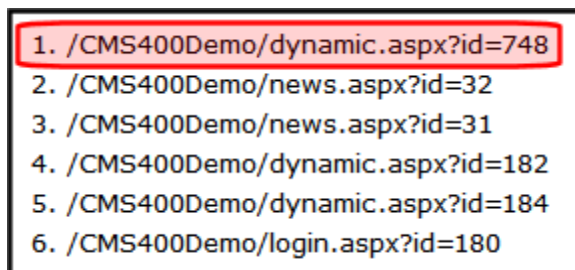 1. /CMS400Demo/dynamic.aspx?id=748
2. /CMS400Demo/news.aspx?id=32
3. /CMS400Demo/news.aspx?id=31
4. /CMS400Demo/dynamic.aspx?id=182
5. /CMS400Demo/dynamic.aspx?id=184
6. /CMS400Demo/login.aspx?id=180